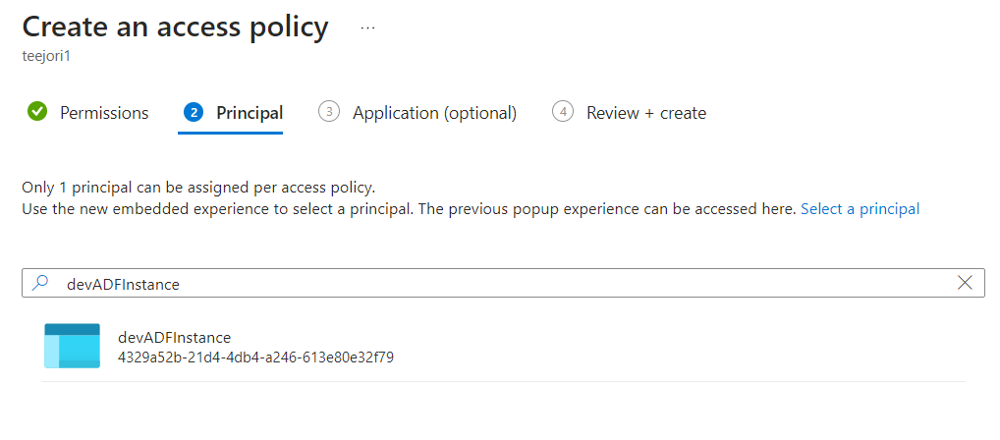 Create an access policy ...
teejori1
Permissions 2 Principal 3 Application (optional) 4 Review + create
Only 1 principal can be assigned per access policy.
Use the new embedded experience to select a principal. The previous popup experience can be accessed here. Select a principal
devADFInstance
devADFInstance
4329a52b-21d4-4db4-a246-613e80e32f79